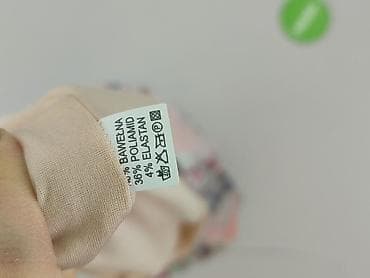 % BAWEŁNA
36% POLIAMID
4% ELASTAN